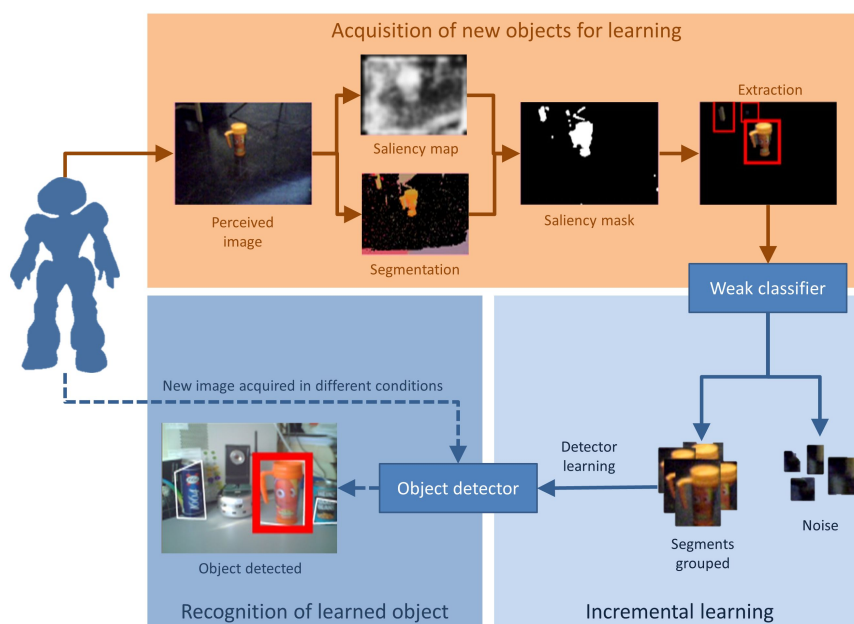 Acquisition of new objects for learning
Extraction
Saliency map
Perceived
image
Saliency mask
Segmentation
Weak classifier
New image acquired in different conditions
Detector
learning
Object detector
Noise
Segments
grouped
Object detected
Recognition of learned object
Incremental learning